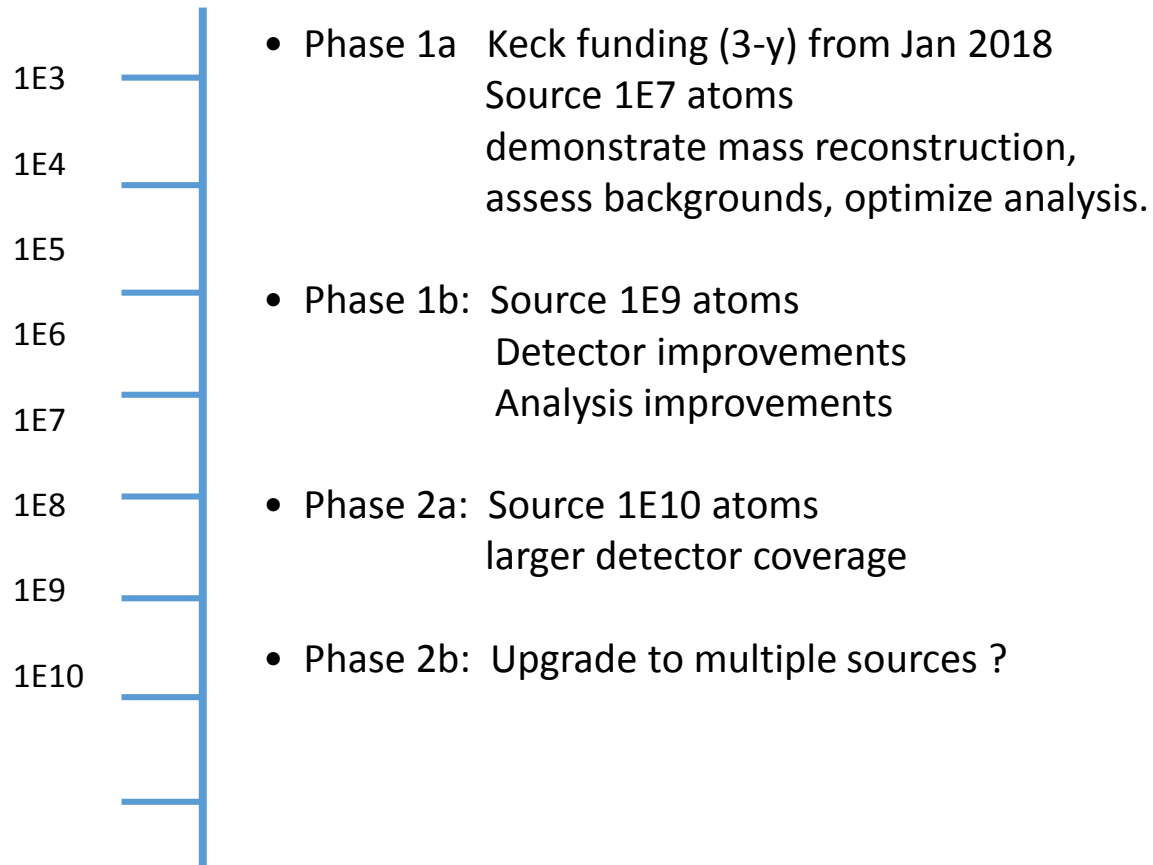 1E3
1E4
1E5
1E6
1E7
1E8
1E9
1E10
• Phase 1a Keck funding (3-y) from Jan 2018
Source 1E7 atoms
demonstrate mass reconstruction,
assess backgrounds, optimize analysis.
• Phase 1b: Source 1E9 atoms
Detector improvements
Analysis improvements
• Phase 2a: Source 1E10 atoms
larger detector coverage
• Phase 2b: Upgrade to multiple sources ?